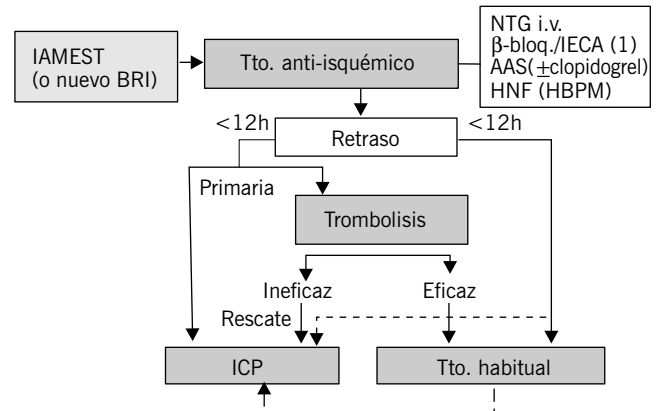 IAMEST
(o nuevo BRI)
Tto. anti-isquémico
NTG i.v.
β-bloq./IECA (1)
AAS(±clopidogrel)
HNF (HBPM)
<12h
Retraso
<12h
Primaria
Trombolisis
Ineficaz
Eficaz
Rescate
ICP
Tto. habitual